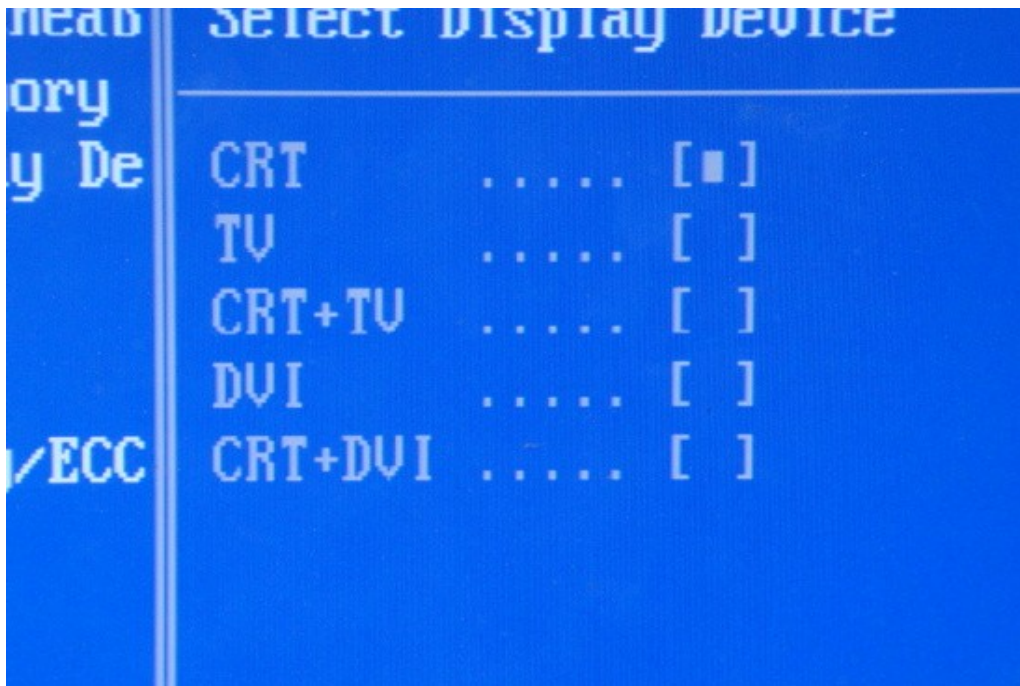 Select Display Device
ory
y De
CRT ..... [■]
TV ..... [ ]
CRT+TV ..... [ ]
DVI ..... [ ]
/ECC
CRT+DVI ..... [ ]